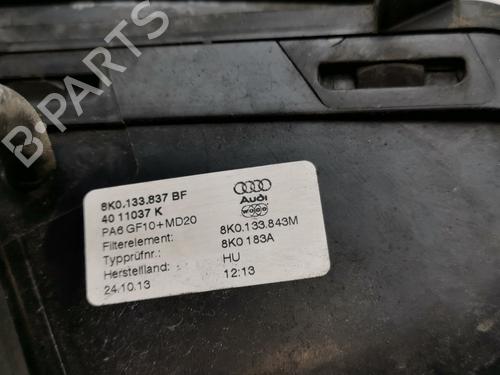 B-PARTS
8K0.133.837 BF
40 11037 K
PA6 GF10+MD20
Audi
Filterelement: 8K0.133.843M
Typprüfnr.: 8K0 183A
Herstelland: HU
24.10.13 12:13